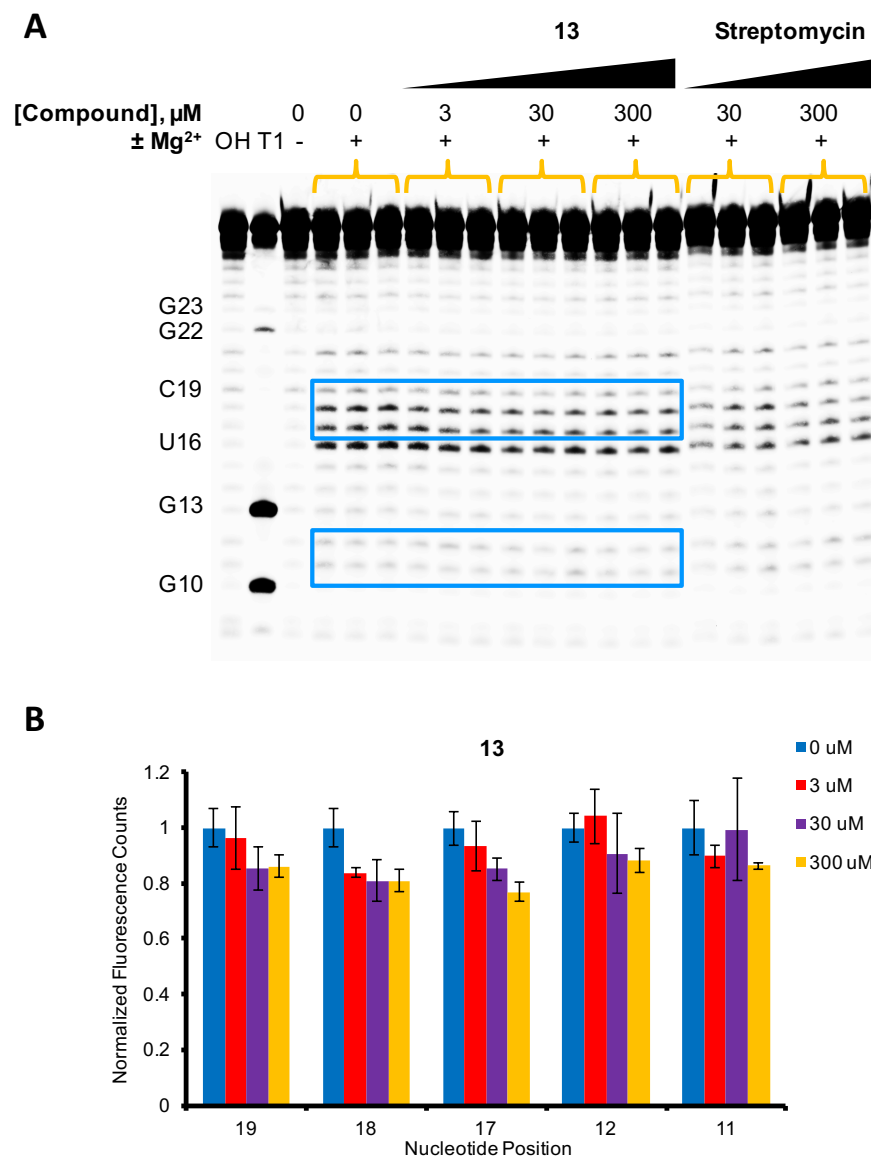 A
13 Streptomycin
[Compound], µM 0 0 3 30 300 30 300
± Mg²⁺ OH T1 - + + + + + +
G23
G22
C19
U16
G13
G10
B
13
0 uM
3 uM
30 uM
300 uM
Normalized Fluorescence Counts
1.2
1
0.8
0.6
0.4
0.2
0
19 18 17 12 11
Nucleotide Position